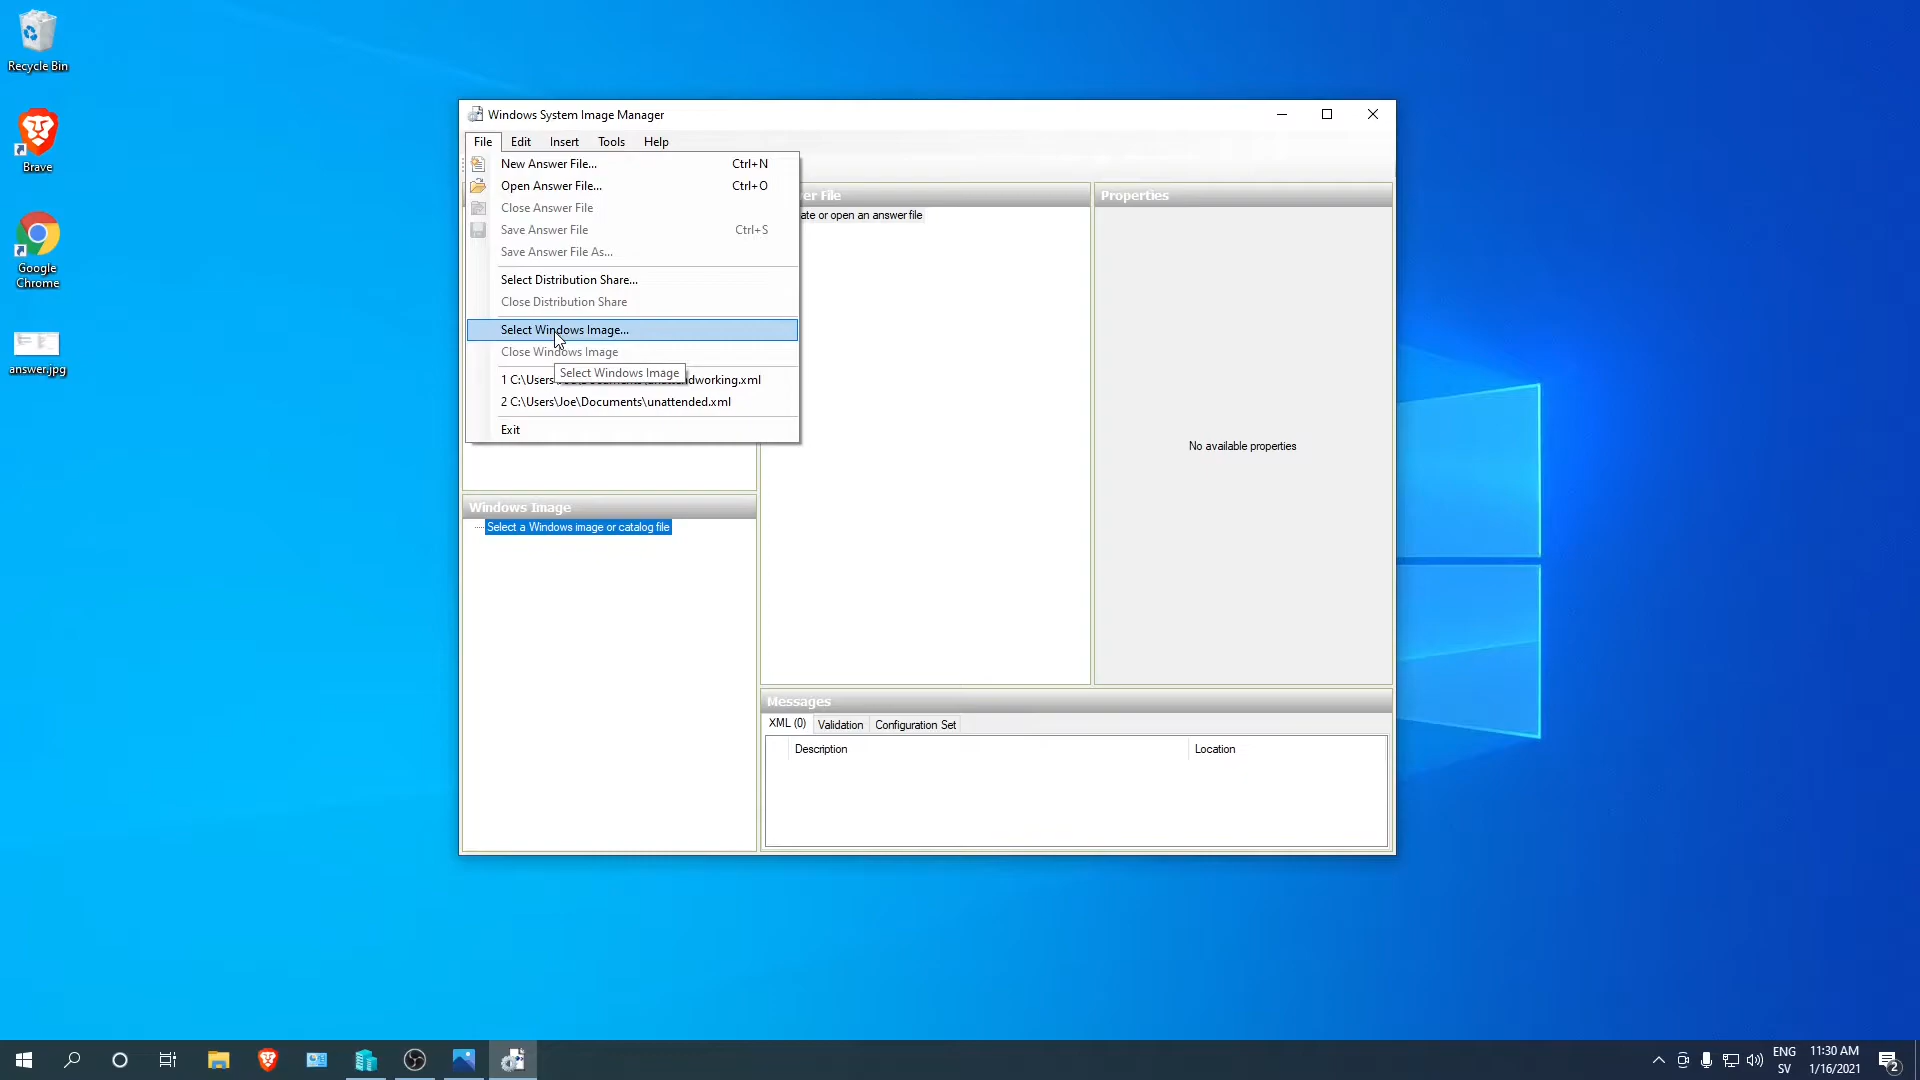 Recycle Bin
Brave
Google
Chrome
answer.jpg
Windows System Image Manager
File Edit Insert Tools Help
New Answer File... Ctrl+N
Open Answer File... Ctrl+O
Close Answer File
Save Answer File Ctrl+S
Save Answer File As...
Select Distribution Share...
Close Distribution Share
Select Windows Image...
Close Windows Image
Select Windows Image
1 C:\Users
ndworking.xml
2 C:\Users\Joe\Documents\unattended.xml
Exit
er File
ate or open an answer file
Properties
No available properties
Windows Image
Select a Windows image or catalog file
Messages
XML (0) Validation Configuration Set
Description Location
ENG
SV
11:30 AM
1/16/2021
2